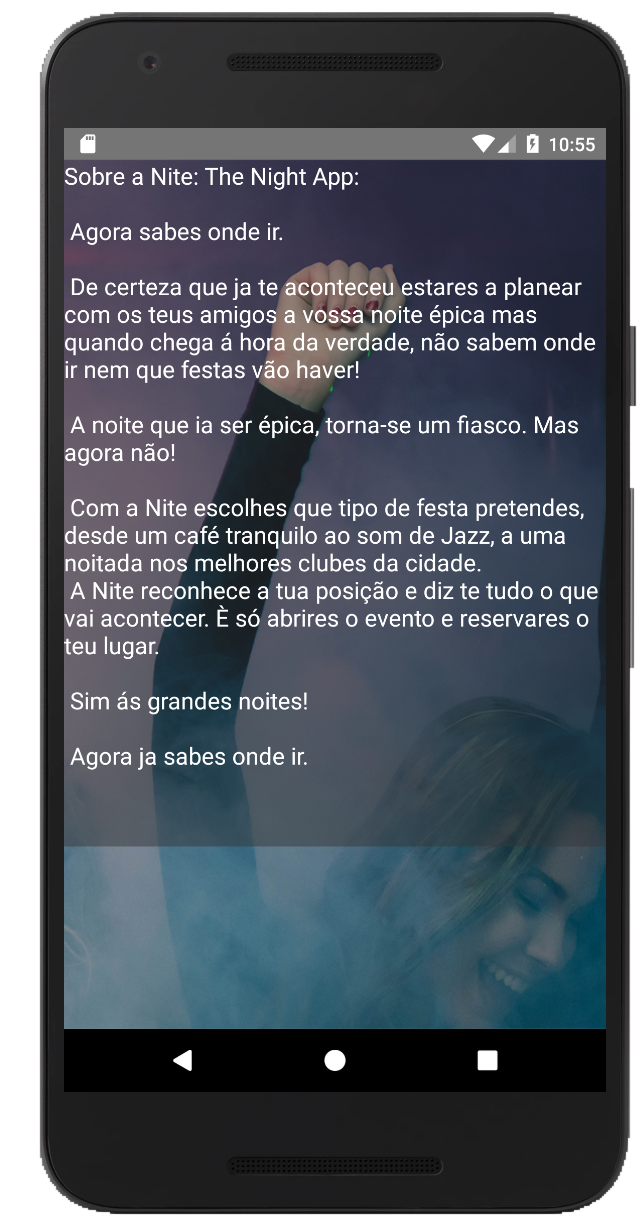 10:55
Sobre a Nite: The Night App:
Agora sabes onde ir.
De certeza que ja te aconteceu estares a planear
com os teus amigos a vossa noite épica mas
quando chega á hora da verdade, não sabem onde
ir nem que festas vão haver!
A noite que ia ser épica, torna-se um fiasco. Mas
agora não!
Com a Nite escolhes que tipo de festa pretendes,
desde um café tranquilo ao som de Jazz, a uma
noitada nos melhores clubes da cidade.
A Nite reconhece a tua posição e diz te tudo o que
vai acontecer. È só abrires o evento e reservares o
teu lugar.
Sim ás grandes noites!
Agora ja sabes onde ir.